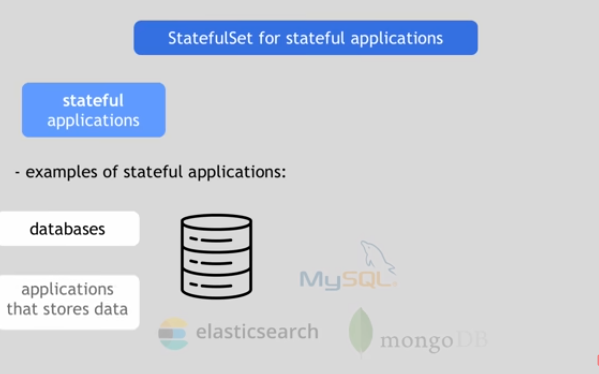 StatefulSet for stateful applications
stateful
applications
- examples of stateful applications:
databases
applications
that stores data
MySQL
elasticsearch
mongoDB